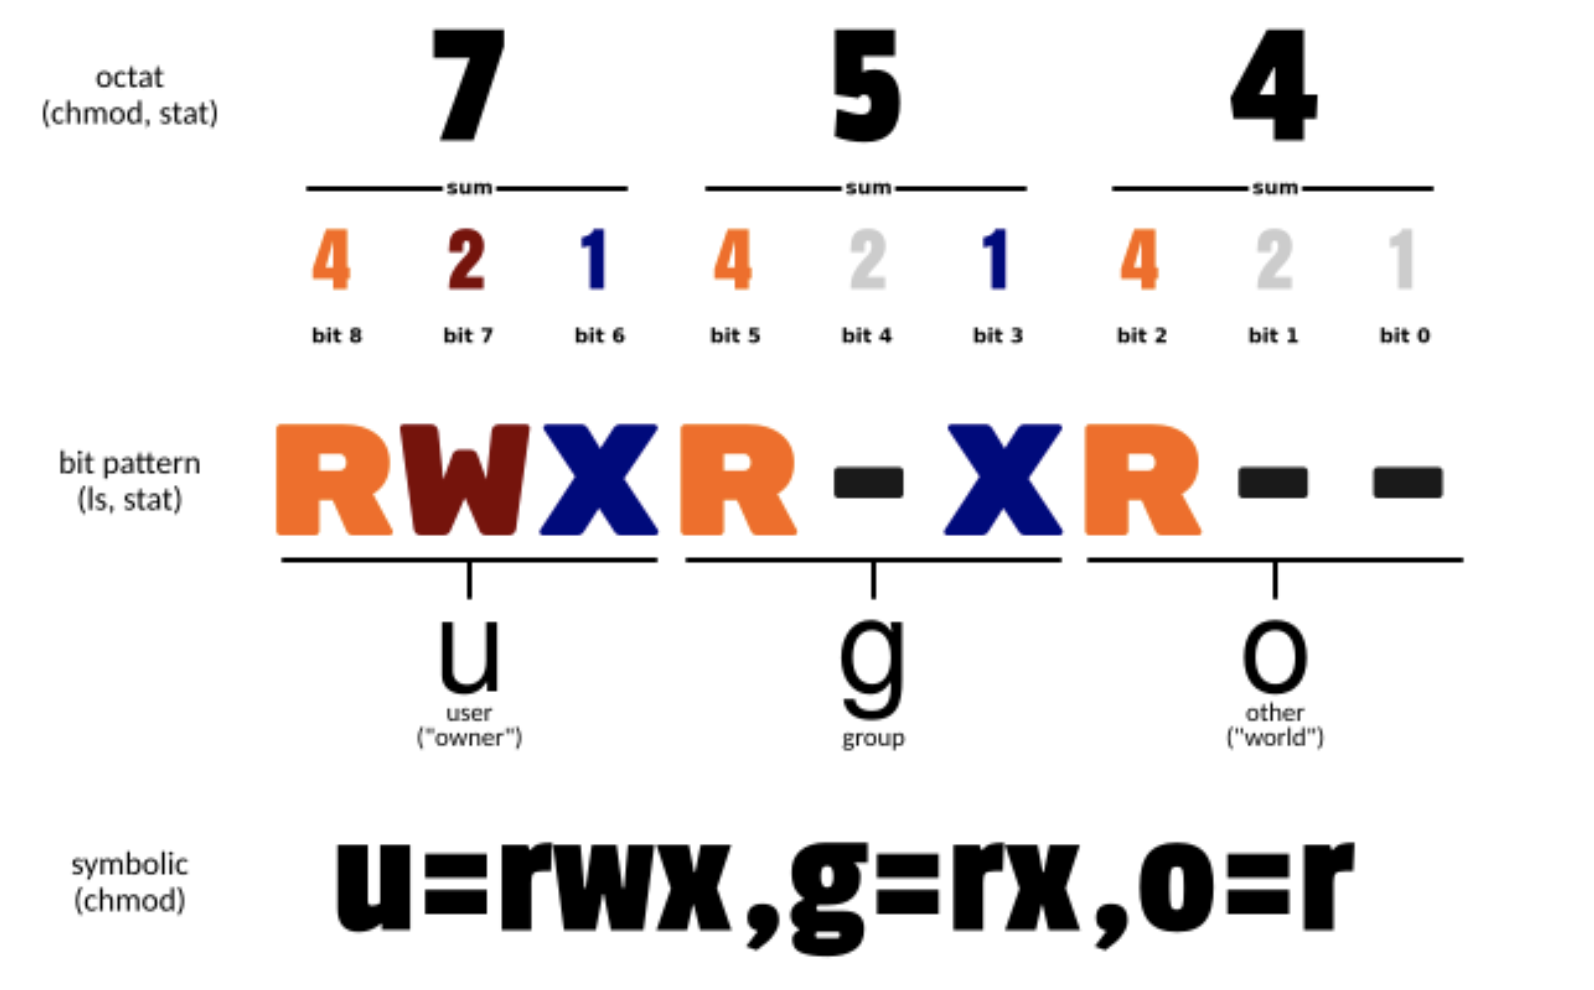 octat
(chmod, stat)
7 5 4
sum sum sum
4 2 1 4 2 1 4 2 1
bit 8 bit 7 bit 6 bit 5 bit 4 bit 3 bit 2 bit 1 bit 0
bit pattern
(ls, stat)
RWXR-XR--
u g o
user group other
("owner") ("world")
symbolic
(chmod)
u=rwx,g=rx,o=r